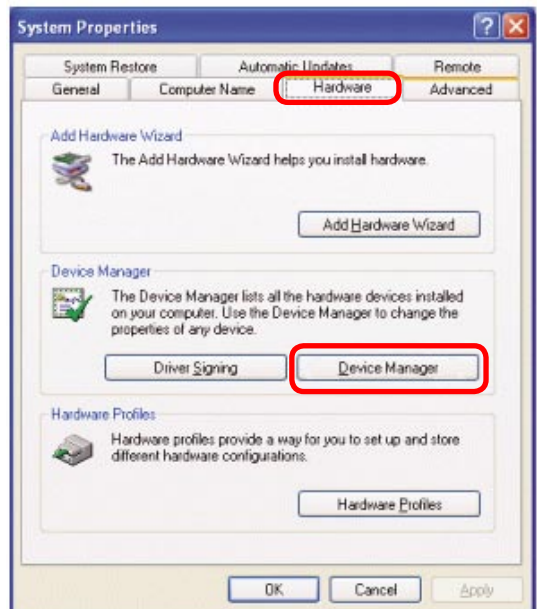 System Properties
System Restore Automatic Updates Remote
General Computer Name Hardware Advanced
Add Hardware Wizard
The Add Hardware Wizard helps you install hardware.
Add Hardware Wizard
Device Manager
The Device Manager lists all the hardware devices installed
on your computer. Use the Device Manager to change the
properties of any device.
Driver Signing Device Manager
Hardware Profiles
Hardware profiles provide a way for you to set up and store
different hardware configurations.
Hardware Profiles
OK Cancel Apply